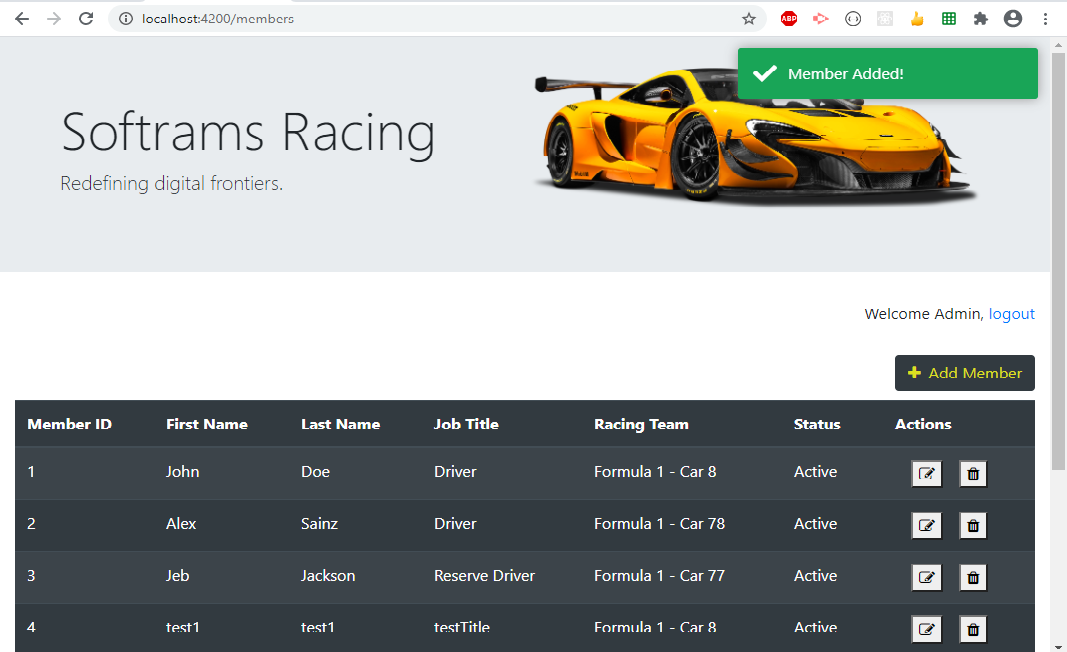 localhost:4200/members
ABP
Member Added!
Softrams Racing
Redefining digital frontiers.
Welcome Admin, logout
Add Member
Member ID First Name Last Name Job Title Racing Team Status Actions
1 John Doe Driver Formula 1 - Car 8 Active
2 Alex Sainz Driver Formula 1 - Car 78 Active
3 Jeb Jackson Reserve Driver Formula 1 - Car 77 Active
4 test1 test1 testTitle Formula 1 - Car 8 Active